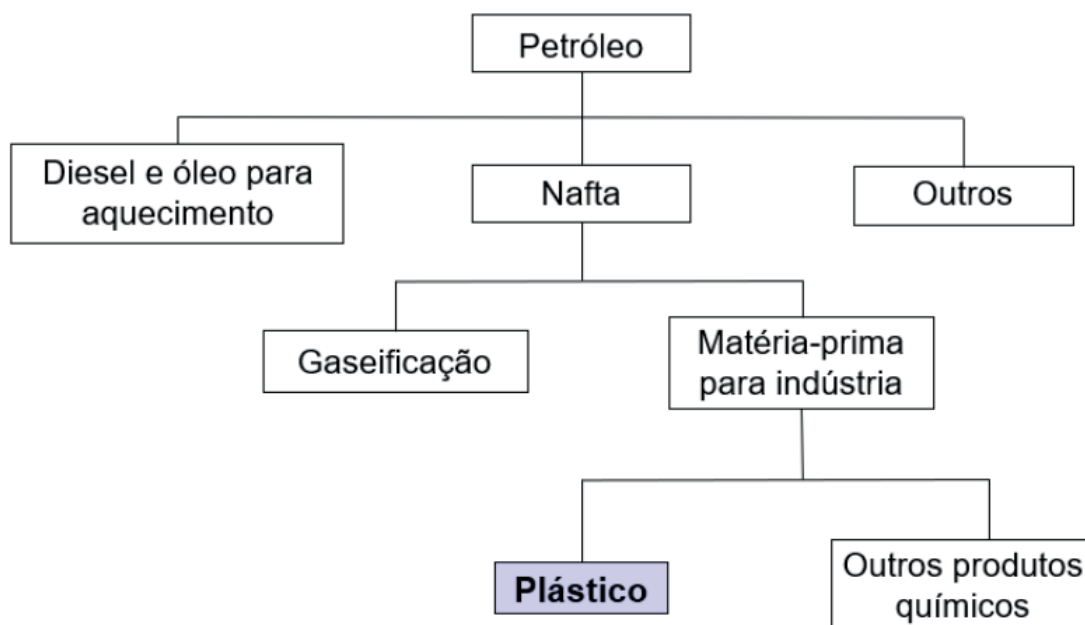 Petróleo
Diesel e óleo para
aquecimento
Nafta
Outros
Gaseificação
Matéria-prima
para indústria
Plástico
Outros produtos
químicos